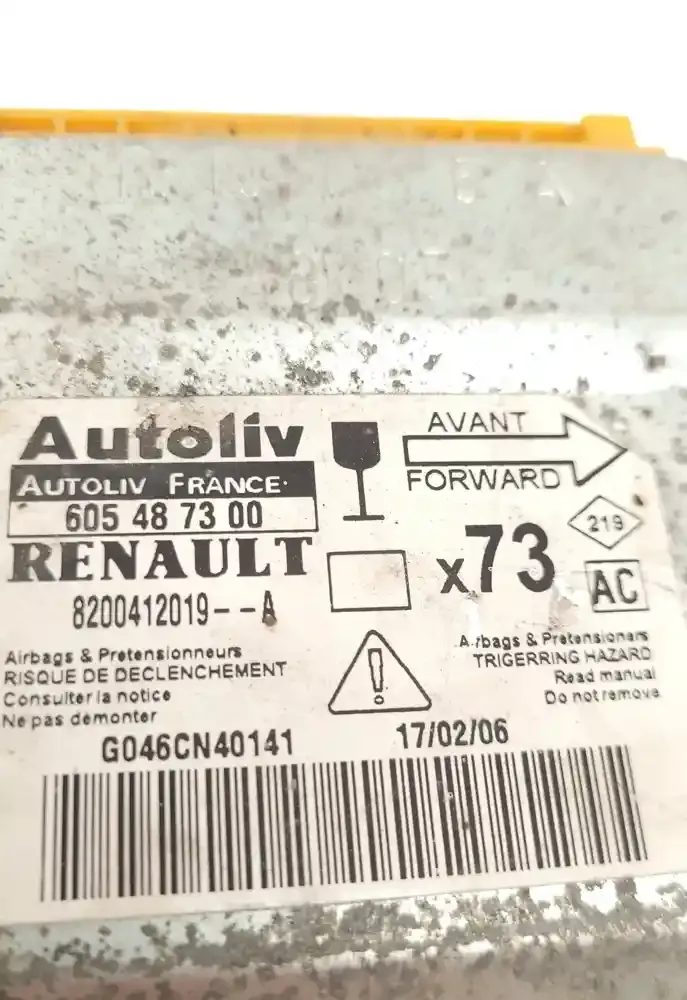 Autoliv
AUTOLIV FRANCE·
605 48 73 00
RENAULT
8200412019--A
AVANT
FORWARD
x73
219
AC
Airbags & Pretensionneurs
RISQUE DE DECLENCHEMENT
Consulter la notice
Ne pas demonter
Airbags & Pretensioners
TRIGERRING HAZARD
Read manual
Do not remove
G046CN40141
17/02/06